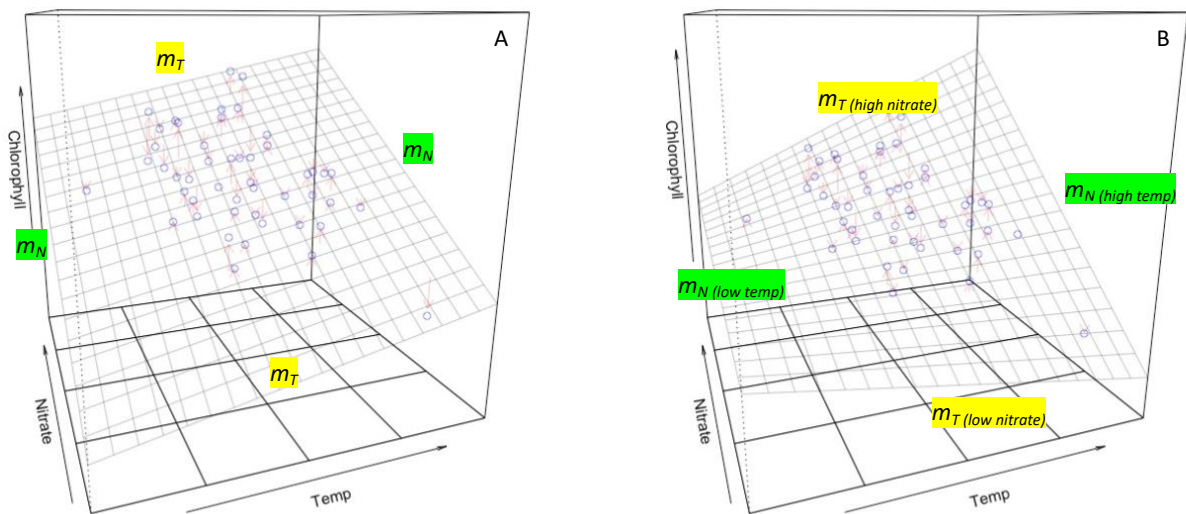 A
m_T
m_N
m_N
m_T
Chlorophyll
Nitrate
Temp
B
m_T (high nitrate)
m_N (high temp)
m_N (low temp)
m_T (low nitrate)
Chlorophyll
Nitrate
Temp